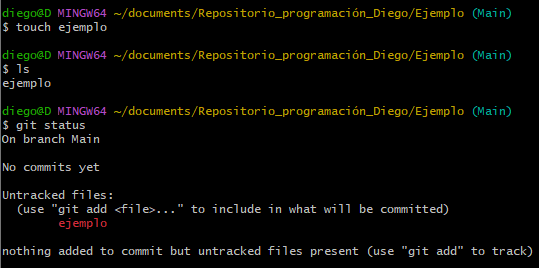 diego@D MINGW64 ~/documents/Repositorio_programación_Diego/Ejemplo (Main)
$ touch ejemplo

diego@D MINGW64 ~/documents/Repositorio_programación_Diego/Ejemplo (Main)
$ ls
ejemplo

diego@D MINGW64 ~/documents/Repositorio_programación_Diego/Ejemplo (Main)
$ git status
On branch Main

No commits yet

Untracked files:
  (use "git add <file>..." to include in what will be committed)
        ejemplo

nothing added to commit but untracked files present (use "git add" to track)